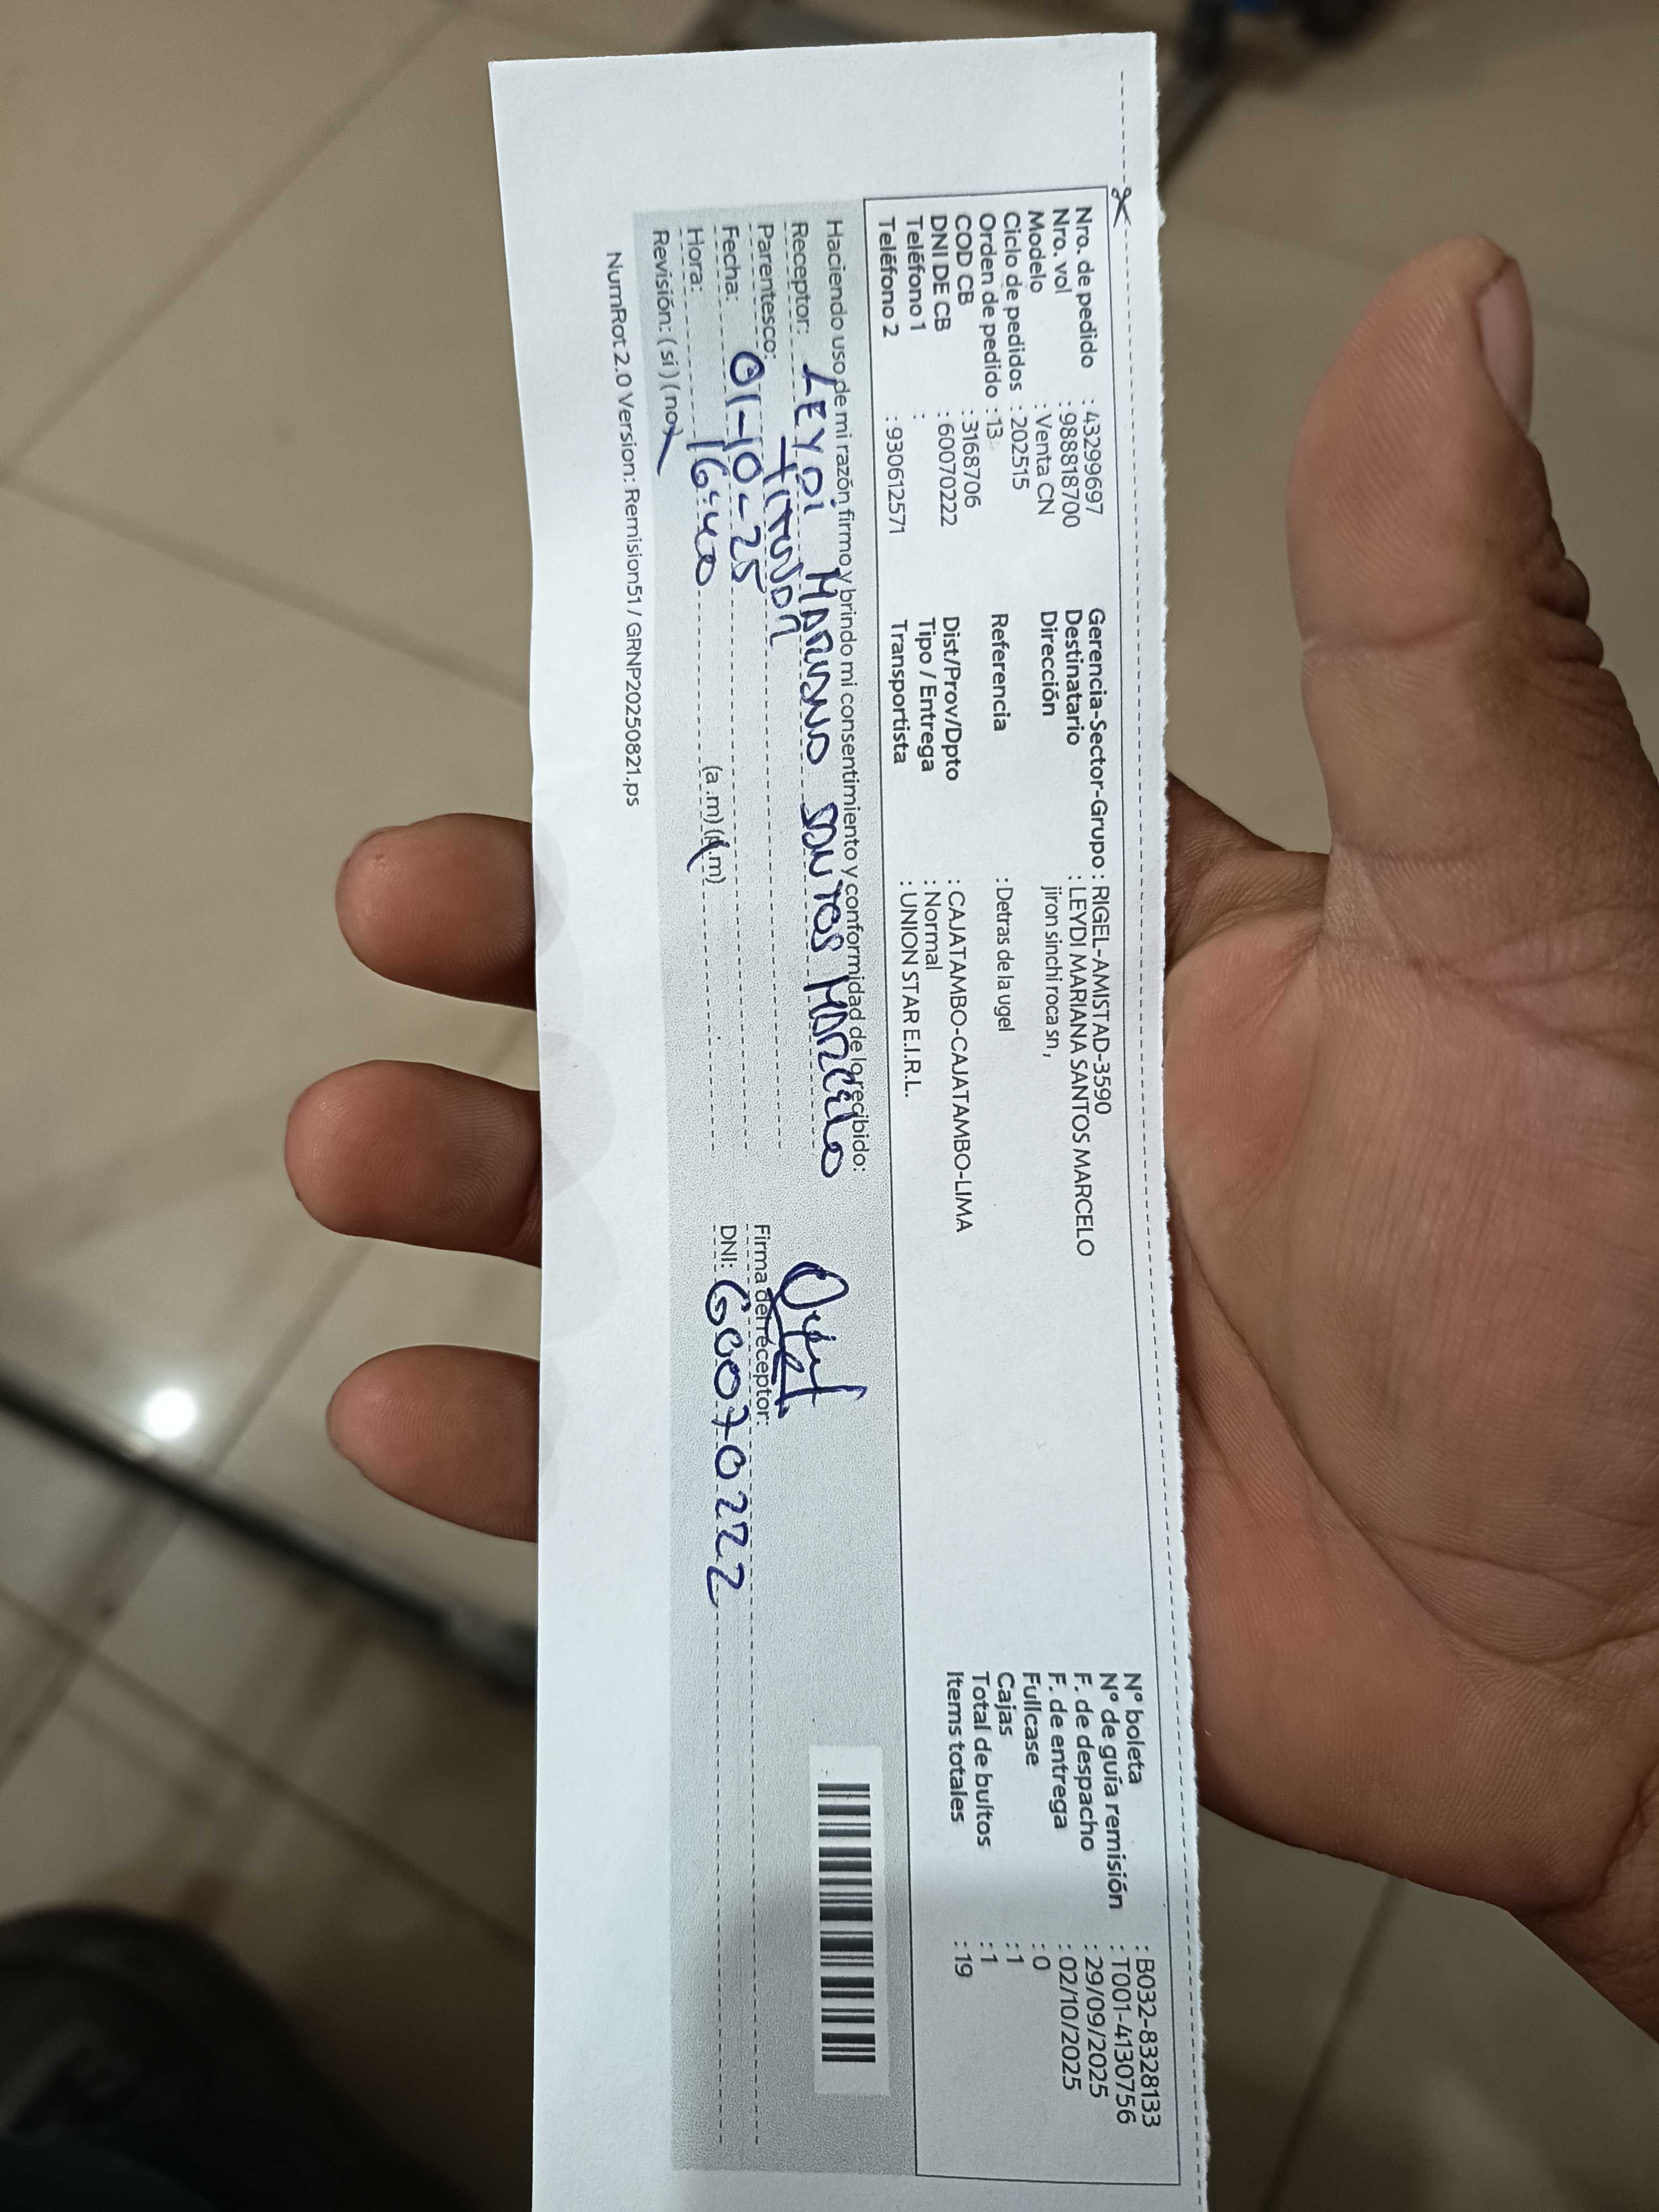 Nro. de pedido : 43299697
Nro. vol : 988818700
Modelo : Venta CN
Ciclo de pedidos : 202515
Orden de pedido : 13
COD CB : 3168706
DNI DE CB : 60070222
Teléfono 1 :
Teléfono 2 : 930612571
Gerencia-Sector-Grupo : RIGEL-AMISTAD-3590
Destinatario : LEYDI MARIANA SANTOS MARCELO
Dirección jiron sinchi roca sn,
Referencia : Detras de la ugel
Dist/Prov/Dpto : CAJATAMBO-CAJATAMBO-LIMA
Tipo / Entrega : Normal
Transportista : UNION STAR E.I.R.L.
N° boleta : B032-8328133
N° de guía remisión : T001-4130756
F. de despacho : 29/09/2025
F. de entrega : 02/10/2025
Fullcase : 0
Cajas : 1
Total de bultos : 1
Items totales : 19
Haciendo uso de mi razón, firmo y brindo mi consentimiento y conformidad de lo recibido:
Receptor: LEYDI MARIANA SANTOS MARCELO
Parentesco: titular
Fecha: 01-10-25
Hora: 16:40 (a.m) (p.m)
Revisión: (si) (no)
Firma del receptor:
DNI: 60070222
NumRot 2.0 Version: Remision51 / GRNP20250821.ps